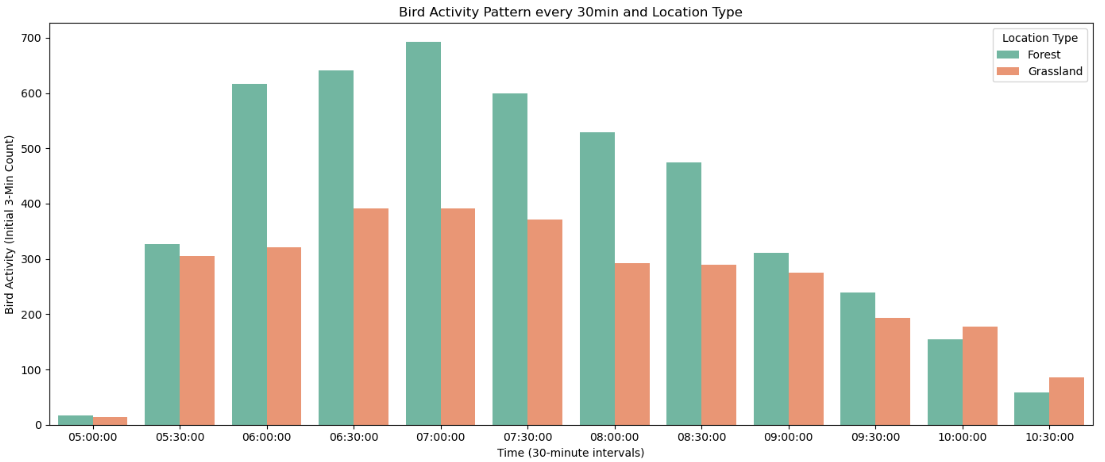 Bird Activity Pattern every 30min and Location Type
Location Type
Forest
Grassland
Bird Activity (Initial 3-Min Count)
700
600
500
400
300
200
100
0
05:00:00 05:30:00 06:00:00 06:30:00 07:00:00 07:30:00 08:00:00 08:30:00 09:00:00 09:30:00 10:00:00 10:30:00
Time (30-minute intervals)